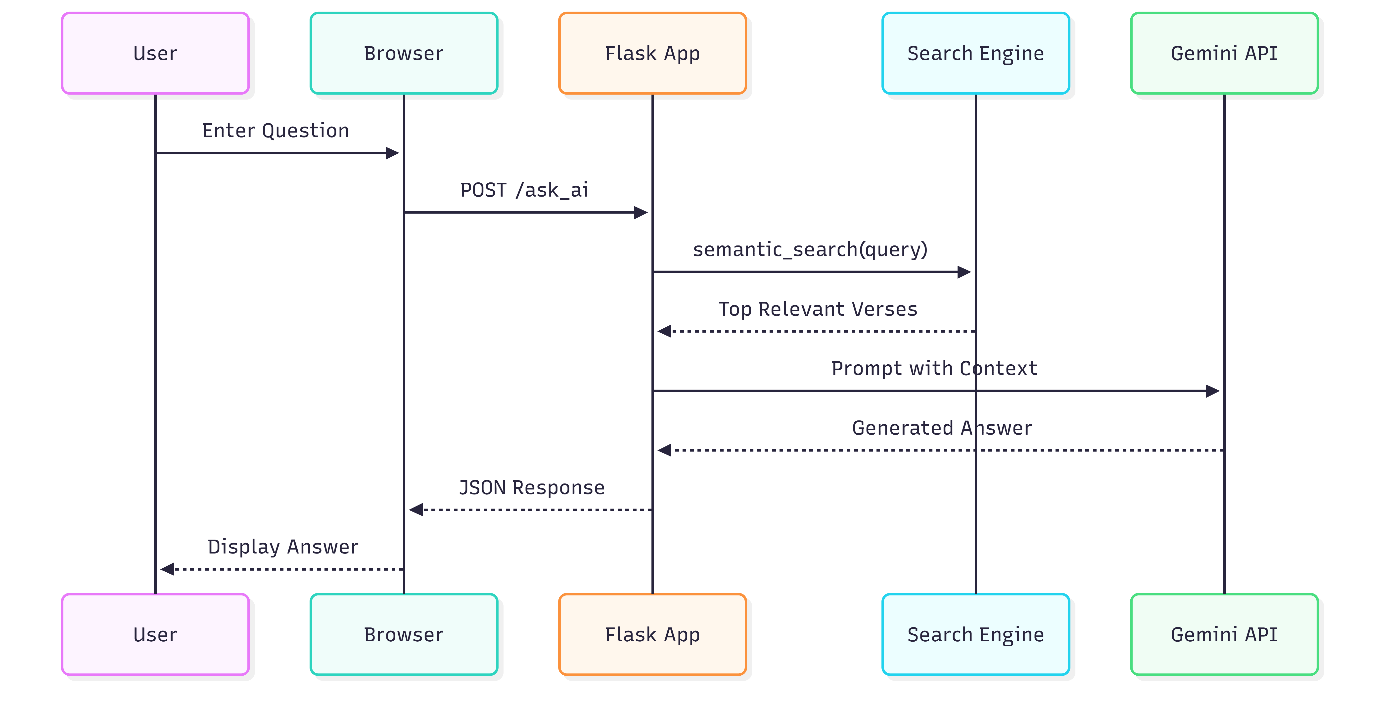 User
Browser
Flask App
Search Engine
Gemini API
Enter Question
POST /ask_ai
semantic_search(query)
Top Relevant Verses
Prompt with Context
Generated Answer
JSON Response
Display Answer
User
Browser
Flask App
Search Engine
Gemini API